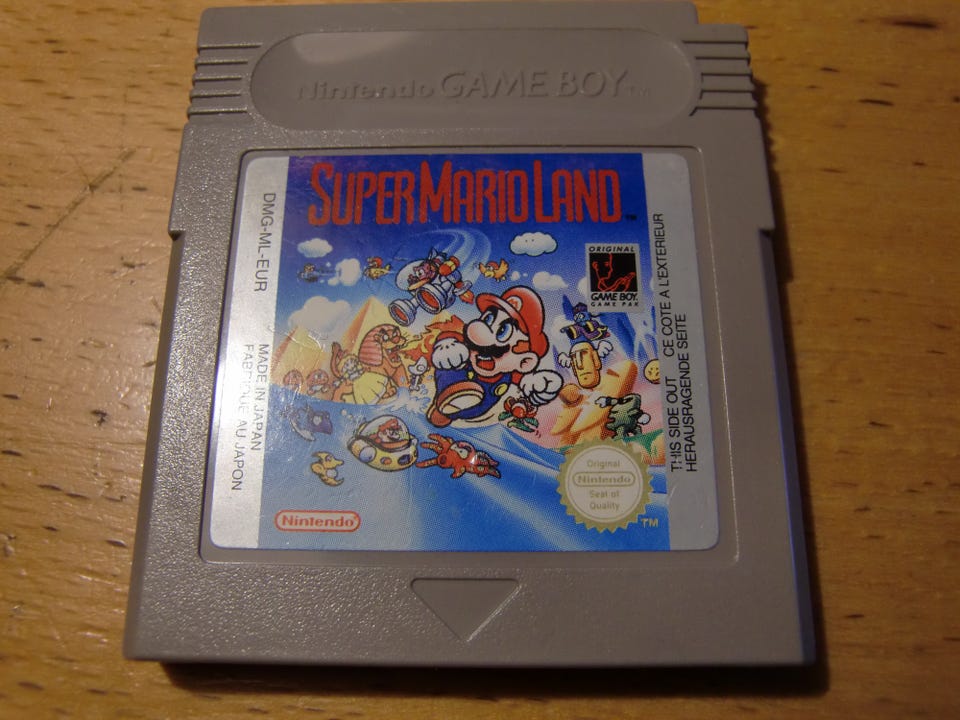 Nintendo GAME BOY TM
SUPER MARIO LAND TM
DMG-ML-EUR
MADE IN JAPAN
FABRIQUE AU JAPON
ORIGINAL
GAME BOY
GAME PAK
THIS SIDE OUT CE COTE A L'EXTERIEUR
HERAUSRAGENDE SEITE
Nintendo®
Original
Nintendo
Seal of
Quality
TM